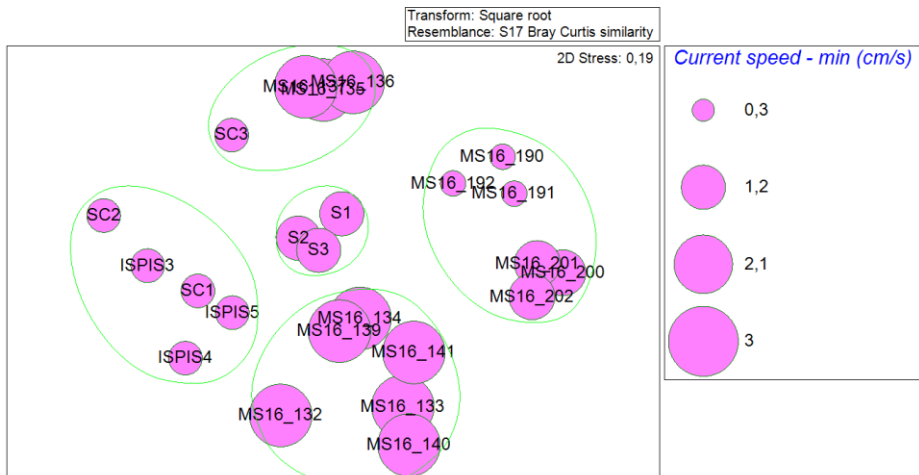 Transform: Square root
Resemblance: S17 Bray Curtis similarity
2D Stress: 0,19
Current speed - min (cm/s)
0,3
1,2
2,1
3
MS16_136
MS16_135
SC3
MS16_190
MS16_192
MS16_191
SC2
S1
S2
S3
ISPIS3
MS16_201
MS16_200
MS16_202
SC1
ISPIS5
MS16_134
MS16_139
MS16_141
ISPIS4
MS16_132
MS16_133
MS16_140